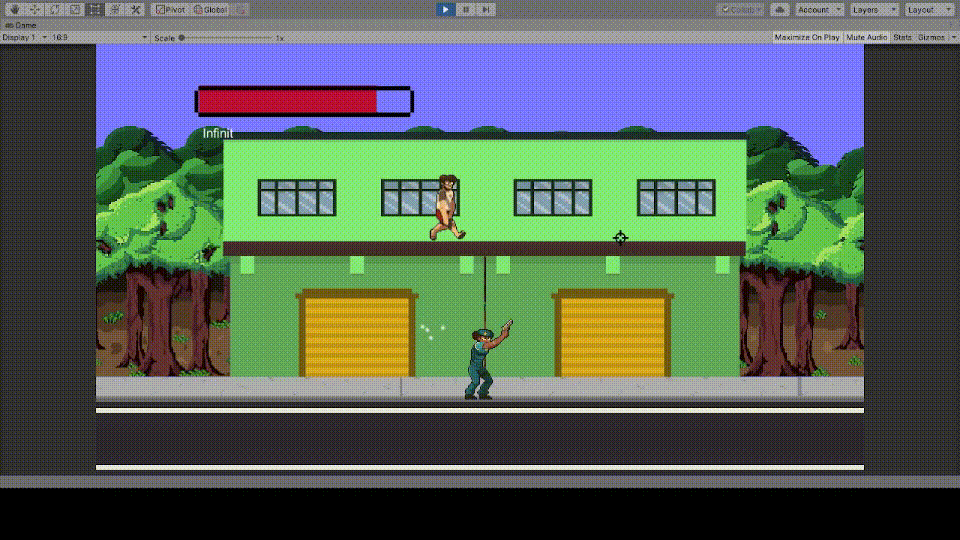 Pivot Global Collab Account Layers Layout
Game
Display 1 16:9 Scale 1x Maximize On Play Mute Audio Stats Gizmos
Infinit